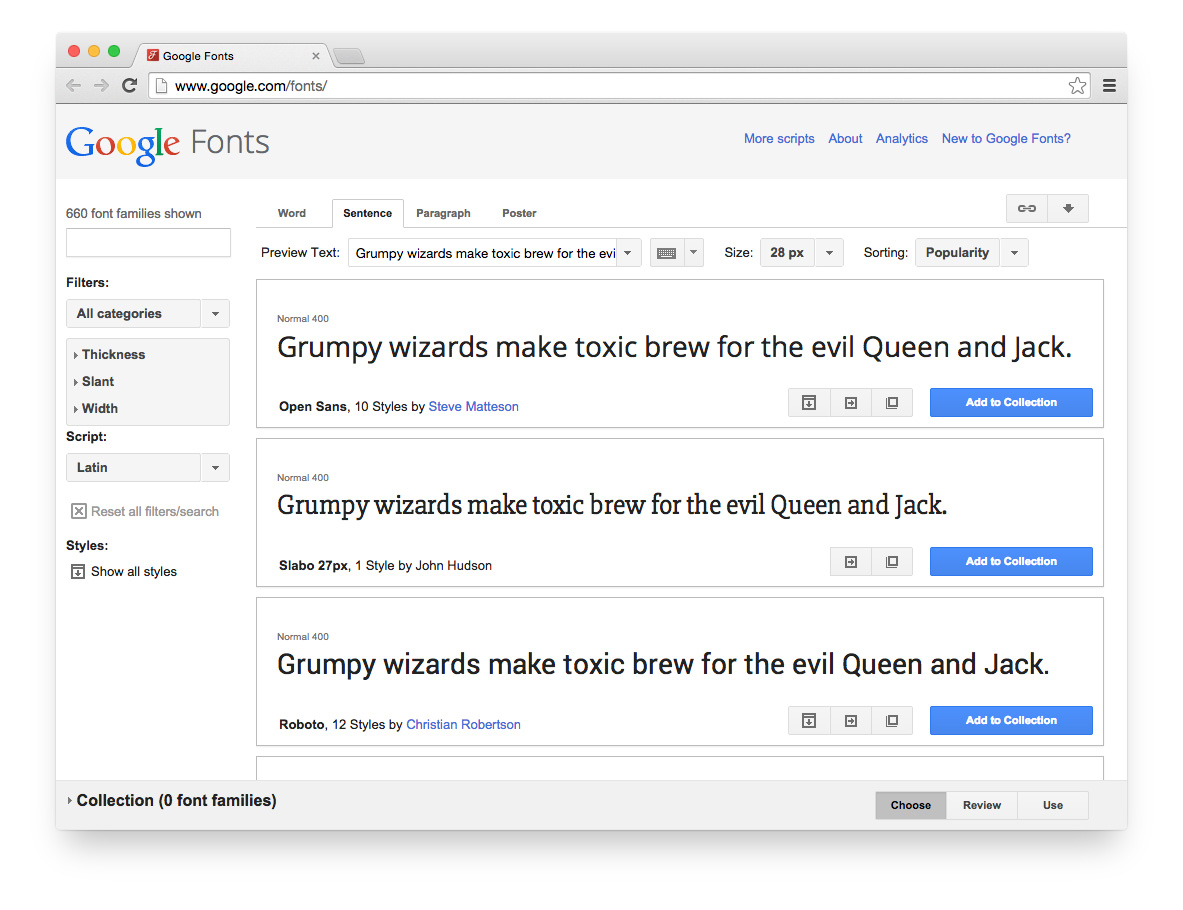 Google Fonts
www.google.com/fonts/
Google Fonts
More scripts About Analytics New to Google Fonts?
660 font families shown
Word Sentence Paragraph Poster
Preview Text: Grumpy wizards make toxic brew for the evi Size: 28 px Sorting: Popularity
Filters:
All categories
Thickness
Slant
Width
Script:
Latin
Reset all filters/search
Styles:
Show all styles
Normal 400
Grumpy wizards make toxic brew for the evil Queen and Jack.
Open Sans, 10 Styles by Steve Matteson
Add to Collection
Normal 400
Grumpy wizards make toxic brew for the evil Queen and Jack.
Slabo 27px, 1 Style by John Hudson
Add to Collection
Normal 400
Grumpy wizards make toxic brew for the evil Queen and Jack.
Roboto, 12 Styles by Christian Robertson
Add to Collection
Collection (0 font families)
Choose Review Use